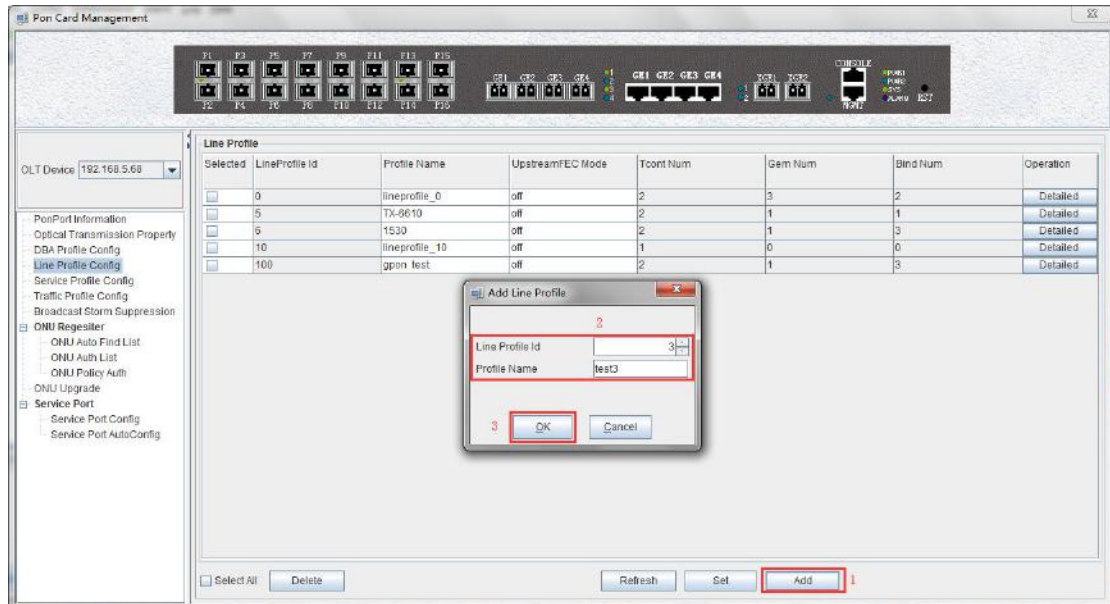 Pon Card Management
P1 P3 P5 P7 P9 P11 P13 P15
CONSOLE
GE1 GE2 GE3 GE4 GE1 GE2 GE3 GE4 XGE1 XGE2
PWR1
PWR2
SYS
ALARM RST
P2 P4 P6 P8 P10 P12 P14 P16
MGMT
OLT Device 192.168.5.68
PonPort Information
Optical Transmission Property
DBA Profile Config
Line Profile Config
Service Profile Config
Traffic Profile Config
Broadcast Storm Suppression
ONU Regesiter
ONU Auto Find List
ONU Auth List
ONU Policy Auth
ONU Upgrade
Service Port
Service Port Config
Service Port AutoConfig
Line Profile
Selected LineProfile Id Profile Name UpstreamFEC Mode Tcont Num Gem Num Bind Num Operation
0 lineprofile_0 off 2 3 2 Detailed
5 TX-6610 off 2 1 1 Detailed
6 1530 off 2 1 3 Detailed
10 lineprofile_10 off 1 0 0 Detailed
100 gpon test off 2 1 3 Detailed
Add Line Profile
2
Line Profile Id 3
Profile Name test3
3 OK Cancel
Select All Delete Refresh Set Add 1